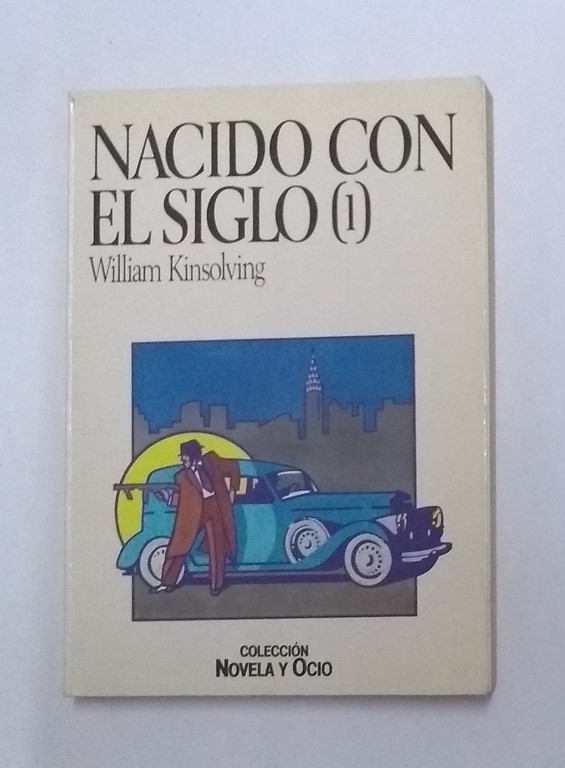 NACIDO CON
EL SIGLO (1)
William Kinsolving
COLECCIÓN
NOVELA Y OCIO